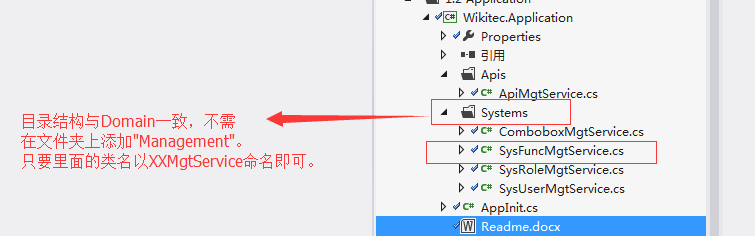 1.2 Application
Wikitec.Application
Properties
引用
Apis
ApiMgtService.cs
Systems
ComboboxMgtService.cs
SysFuncMgtService.cs
SysRoleMgtService.cs
SysUserMgtService.cs
AppInit.cs
Readme.docx
目录结构与Domain一致，不需
在文件夹上添加"Management"。
只要里面的类名以XXMgtService命名即可。